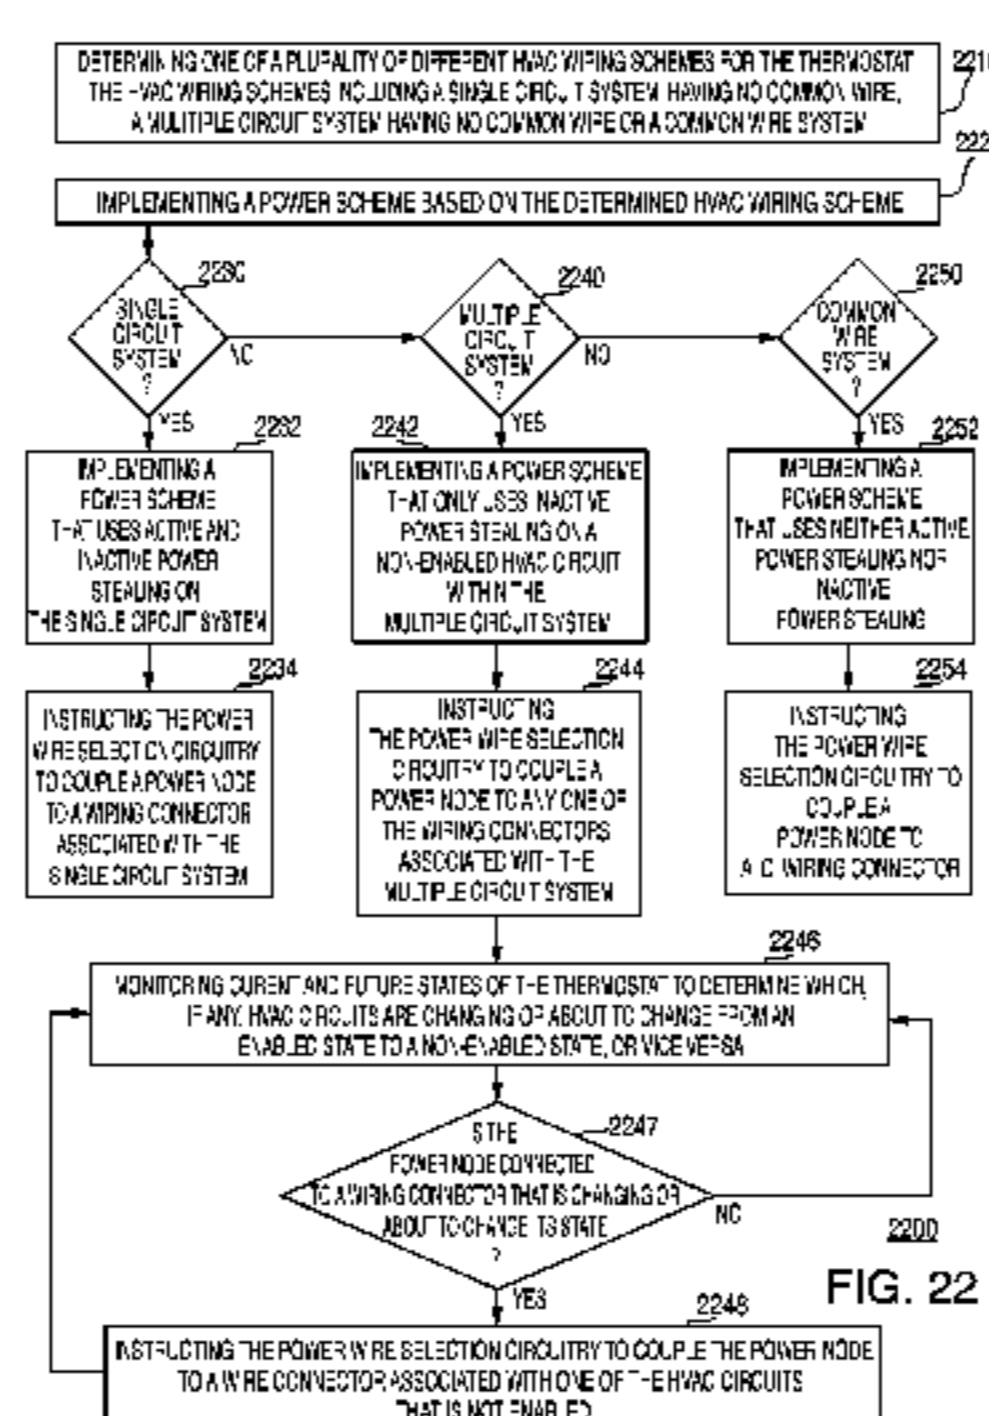 DETERMINING ONE OF A PLURALITY OF DIFFERENT HVAC WIRING SCHEMES FOR THE THERMOSTAT
THE HVAC WIRING SCHEMES INCLUDING A SINGLE CIRCUIT SYSTEM HAVING NO COMMON WIRE,
A MULITIPLE CIRCUIT SYSTEM HAVING NO COMMON WIRE OR A COMMON WIRE SYSTEM
2210
222
IMPLEMENTING A POWER SCHEME BASED ON THE DETERMINED HVAC WIRING SCHEME
2230
SINGLE
CIRCUIT
SYSTEM
?
NO
YES
2240
MULTIPLE
CIRCUIT
SYSTEM
?
NO
YES
2250
COMMON
WIRE
SYSTEM
?
YES
2232
IMPLEMENTING A
POWER SCHEME
THAT USES ACTIVE AND
INACTIVE POWER
STEALING ON
THE SINGLE CIRCUIT SYSTEM
2242
IMPLEMENTING A POWER SCHEME
THAT ONLY USES INACTIVE
POWER STEALING ON A
NON-ENABLED HVAC CIRCUIT
WITHIN THE
MULTIPLE CIRCUIT SYSTEM
2252
IMPLEMENTING A
POWER SCHEME
THAT USES NEITHER ACTIVE
POWER STEALING NOR
INACTIVE
POWER STEALING
2234
INSTRUCTING THE POWER
WIRE SELECTION CIRCUITRY
TO COUPLE A POWER NODE
TO A WIRING CONNECTOR
ASSOCIATED WITH THE
SINGLE CIRCUIT SYSTEM
2244
INSTRUCTING
THE POWER WIRE SELECTION
CIRCUITRY TO COUPLE A
POWER NODE TO ANY ONE OF
THE WIRING CONNECTORS
ASSOCIATED WITH THE
MULTIPLE CIRCUIT SYSTEM
2254
INSTRUCTING
THE POWER WIRE
SELECTION CIRCUITRY TO
COUPLE A
POWER NODE TO
A C WIRING CONNECTOR
2246
MONITORING CURENT AND FUTURE STATES OF THE THERMOSTAT TO DETERMINE WHICH,
IF ANY, HVAC CIRCUITS ARE CHANGING OR ABOUT TO CHANGE FROM AN
ENABLED STATE TO A NON-ENABLED STATE, OR VICE VERSA
2247
IS THE
POWER NODE CONNECTED
TO A WIRING CONNECTOR THAT IS CHANGING OR
ABOUT TO CHANGE ITS STATE
?
NO
YES
2200
FIG. 22
2248
INSTRUCTING THE POWER WIRE SELECTION CIRCUITRY TO COUPLE THE POWER NODE
TO A WIRE CONNECTOR ASSOCIATED WITH ONE OF THE HVAC CIRCUITS
THAT IS NOT ENABLED